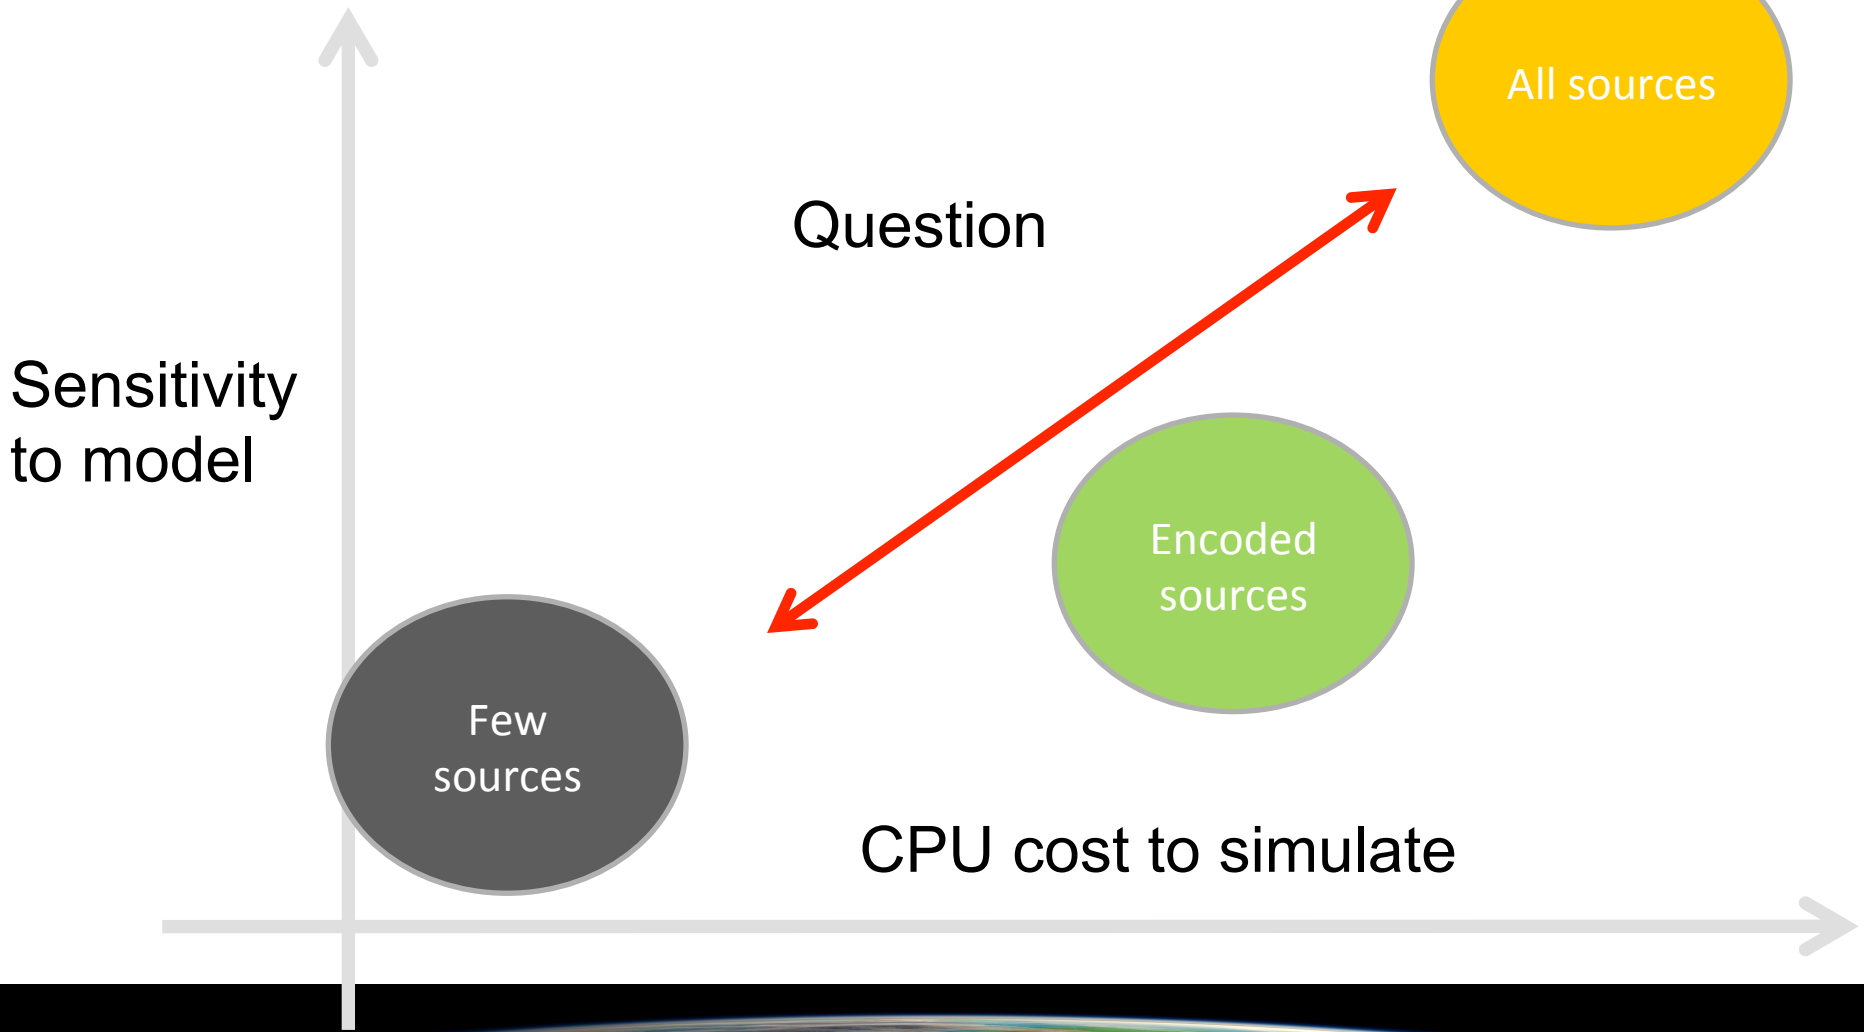 All sources
Question
Sensitivity
to model
Encoded
sources
Few
sources
CPU cost to simulate